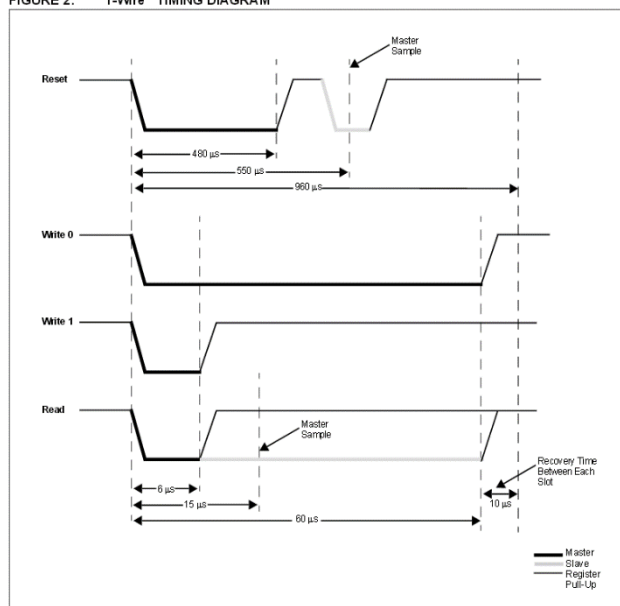 FIGURE 2: 1-Wire TIMING DIAGRAM
Master
Sample
Reset
480 µs
550 µs
960 µs
Write 0
Write 1
Read
Master
Sample
Recovery Time
Between Each
Slot
6 µs
15 µs
60 µs
10 µs
Master
Slave
Register
Pull-Up